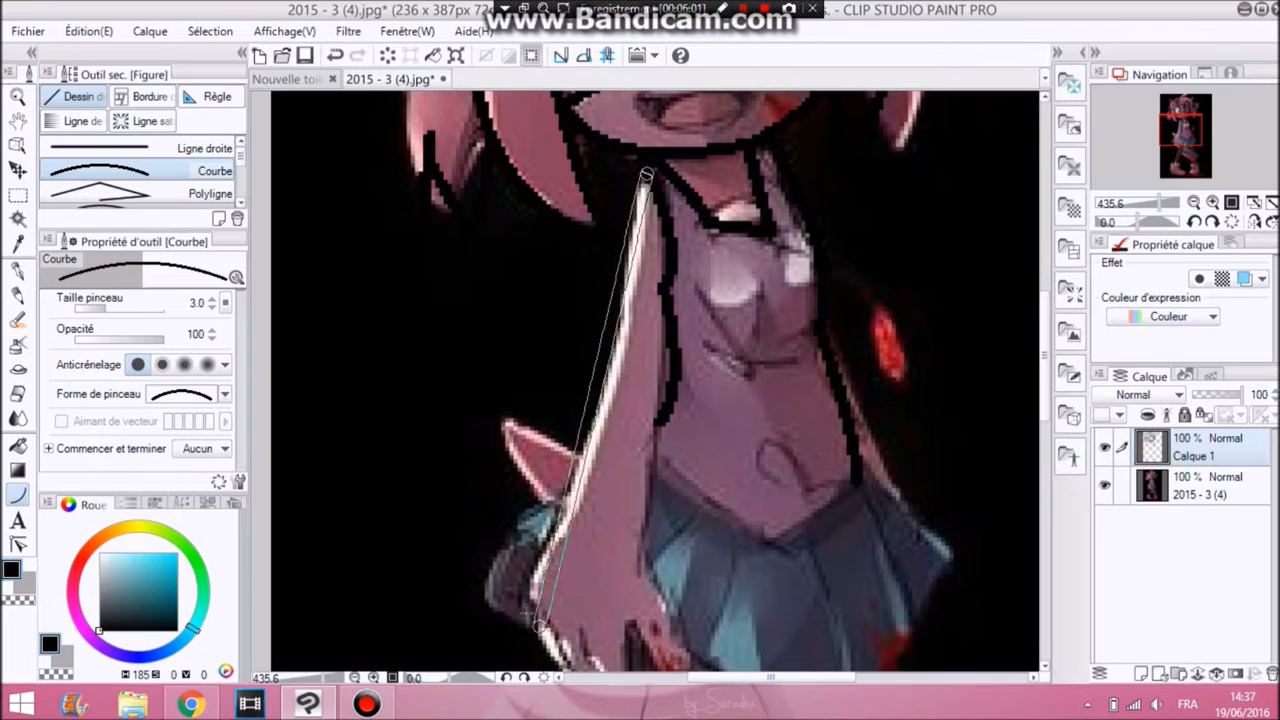 2015 - 3 (4).jpg* (236 x 387px 72
- CLIP STUDIO PAINT PRO
[00:06:01]
www.Bandicam.com
Fichier Édition(E) Calque Sélection Affichage(V) Filtre Fenêtre(W) Aide(H)
Outil sec. [Figure]
Nouvelle toi
2015 - 3 (4).jpg*
Navigation
Dessin
Bordure
Règle
Ligne de
Ligne sa
Ligne droite
Courbe
Polyligne
435.6
0.0
Propriété d'outil [Courbe]
Courbe
Taille pinceau 3.0
Opacité 100
Anticrénelage
Forme de pinceau
Aimant de vecteur
Commencer et terminer Aucun
Propriété calque
Effet
Couleur d'expression
Couleur
Calque
Normal 100
100 % Normal
Calque 1
100 % Normal
2015 - 3 (4)
Roue
H 185 S 0 V 0
435.6 0.0
FRA
14:37
19/06/2016